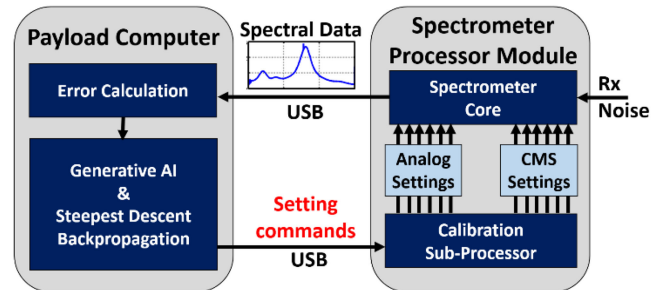 Payload Computer
Error Calculation
Generative AI
&
Steepest Descent
Backpropagation
Spectral Data
USB
Setting
commands
USB
Spectrometer
Processor Module
Spectrometer
Core
Rx
Noise
Analog
Settings
CMS
Settings
Calibration
Sub-Processor